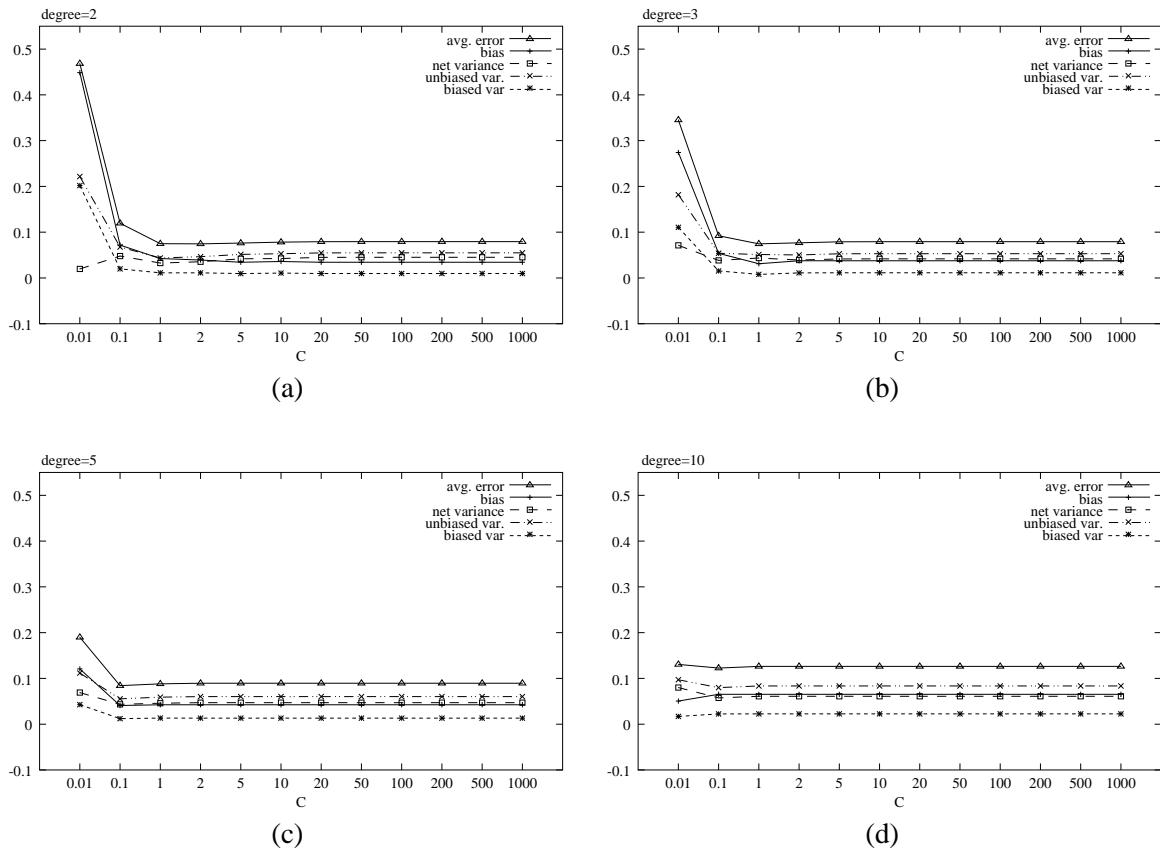 degree=2
0.5
0.4
0.3
0.2
0.1
0
-0.1
avg. error
bias
net variance
unbiased var.
biased var
0.01 0.1 1 2 5 10 20 50 100 200 500 1000
C
(a)
degree=3
0.5
0.4
0.3
0.2
0.1
0
-0.1
avg. error
bias
net variance
unbiased var.
biased var
0.01 0.1 1 2 5 10 20 50 100 200 500 1000
C
(b)
degree=5
0.5
0.4
0.3
0.2
0.1
0
-0.1
avg. error
bias
net variance
unbiased var.
biased var
0.01 0.1 1 2 5 10 20 50 100 200 500 1000
C
(c)
degree=10
0.5
0.4
0.3
0.2
0.1
0
-0.1
avg. error
bias
net variance
unbiased var.
biased var
0.01 0.1 1 2 5 10 20 50 100 200 500 1000
C
(d)